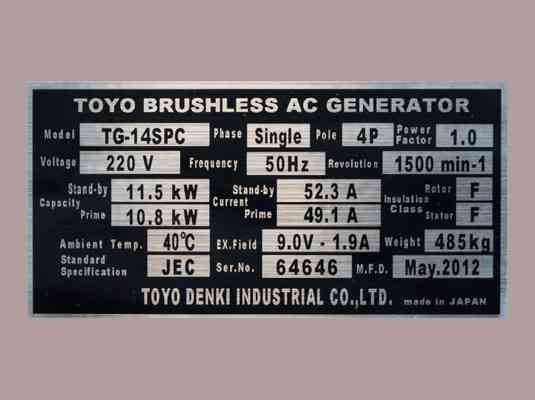 TOYO BRUSHLESS AC GENERATOR
Model TG-14SPC Phase Single Pole 4P Power Factor 1.0
Voltage 220 V Frequency 50Hz Revolution 1500 min-1
Capacity Stand-by 11.5 kW Current Stand-by 52.3 A Insulation Class Rotor F
Prime 10.8 kW Prime 49.1 A Stator F
Ambient Temp. 40℃ EX.Field 9.0V - 1.9A Weight 485kg
Standard Specification JEC Ser.No. 64646 M.F.D. May.2012
TOYO DENKI INDUSTRIAL CO.,LTD. made in JAPAN